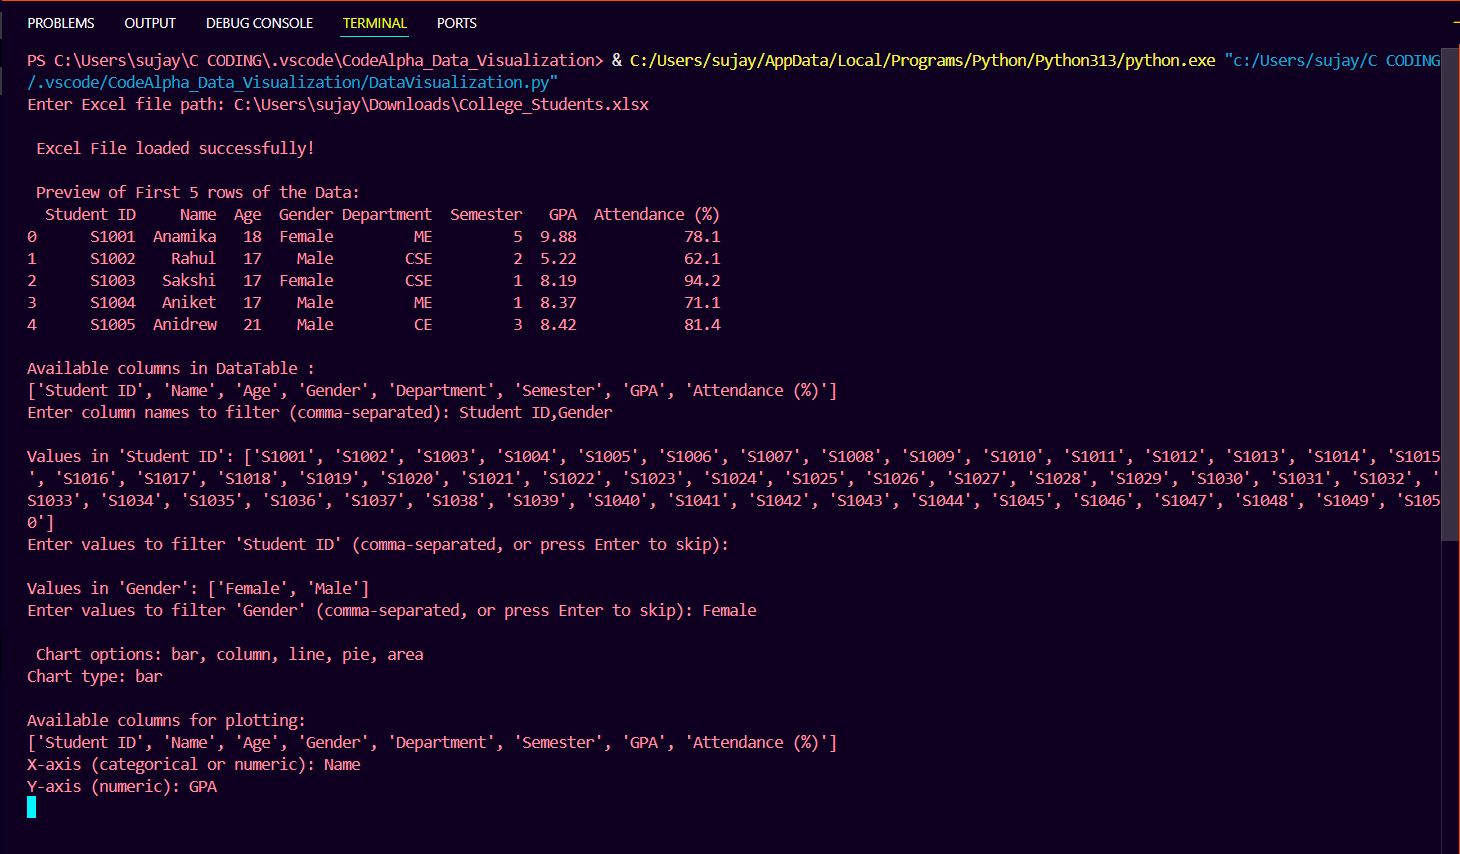 PROBLEMS OUTPUT DEBUG CONSOLE TERMINAL PORTS
PS C:\Users\sujay\C CODING\.vscode\CodeAlpha_Data_Visualization> & C:/Users/sujay/AppData/Local/Programs/Python/Python313/python.exe "c:/Users/sujay/C CODING
/.vscode/CodeAlpha_Data_Visualization/DataVisualization.py"
Enter Excel file path: C:\Users\sujay\Downloads\College_Students.xlsx
Excel File loaded successfully!
Preview of First 5 rows of the Data:
Student ID Name Age Gender Department Semester GPA Attendance (%)
0 S1001 Anamika 18 Female ME 5 9.88 78.1
1 S1002 Rahul 17 Male CSE 2 5.22 62.1
2 S1003 Sakshi 17 Female CSE 1 8.19 94.2
3 S1004 Aniket 17 Male ME 1 8.37 71.1
4 S1005 Anidrew 21 Male CE 3 8.42 81.4
Available columns in DataTable :
['Student ID', 'Name', 'Age', 'Gender', 'Department', 'Semester', 'GPA', 'Attendance (%)']
Enter column names to filter (comma-separated): Student ID,Gender
Values in 'Student ID': ['S1001', 'S1002', 'S1003', 'S1004', 'S1005', 'S1006', 'S1007', 'S1008', 'S1009', 'S1010', 'S1011', 'S1012', 'S1013', 'S1014', 'S1015
', 'S1016', 'S1017', 'S1018', 'S1019', 'S1020', 'S1021', 'S1022', 'S1023', 'S1024', 'S1025', 'S1026', 'S1027', 'S1028', 'S1029', 'S1030', 'S1031', 'S1032', '
S1033', 'S1034', 'S1035', 'S1036', 'S1037', 'S1038', 'S1039', 'S1040', 'S1041', 'S1042', 'S1043', 'S1044', 'S1045', 'S1046', 'S1047', 'S1048', 'S1049', 'S105
0']
Enter values to filter 'Student ID' (comma-separated, or press Enter to skip):
Values in 'Gender': ['Female', 'Male']
Enter values to filter 'Gender' (comma-separated, or press Enter to skip): Female
Chart options: bar, column, line, pie, area
Chart type: bar
Available columns for plotting:
['Student ID', 'Name', 'Age', 'Gender', 'Department', 'Semester', 'GPA', 'Attendance (%)']
X-axis (categorical or numeric): Name
Y-axis (numeric): GPA